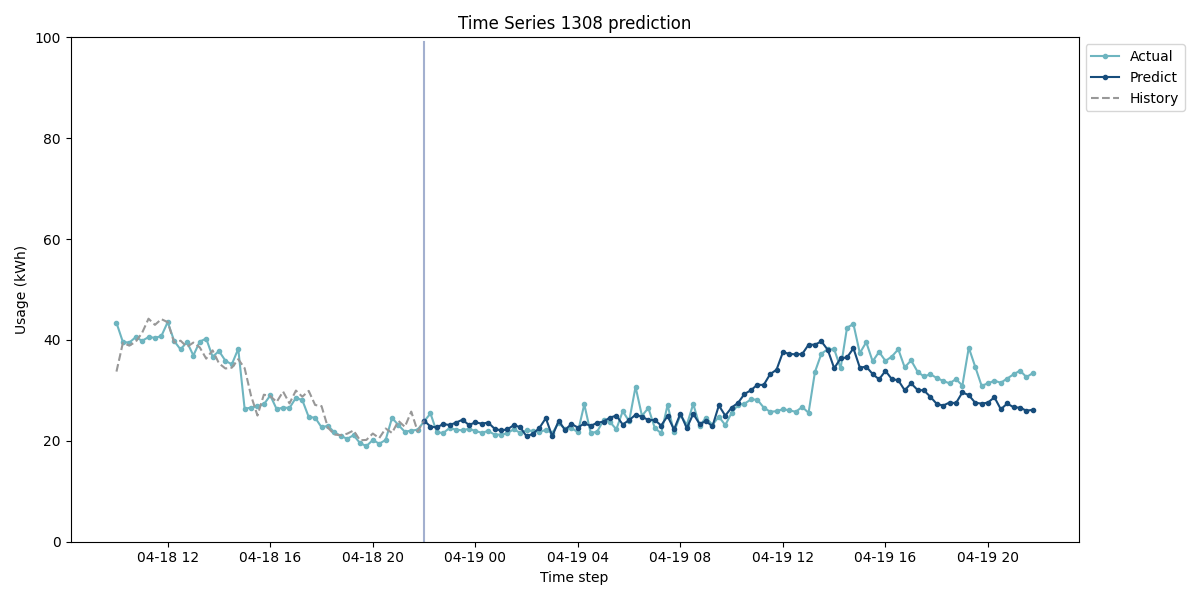 Time Series 1308 prediction
100
80
60
40
20
0
Usage (kWh)
04-18 12
04-18 16
04-18 20
04-19 00
04-19 04
04-19 08
04-19 12
04-19 16
04-19 20
Time step
Actual
Predict
History